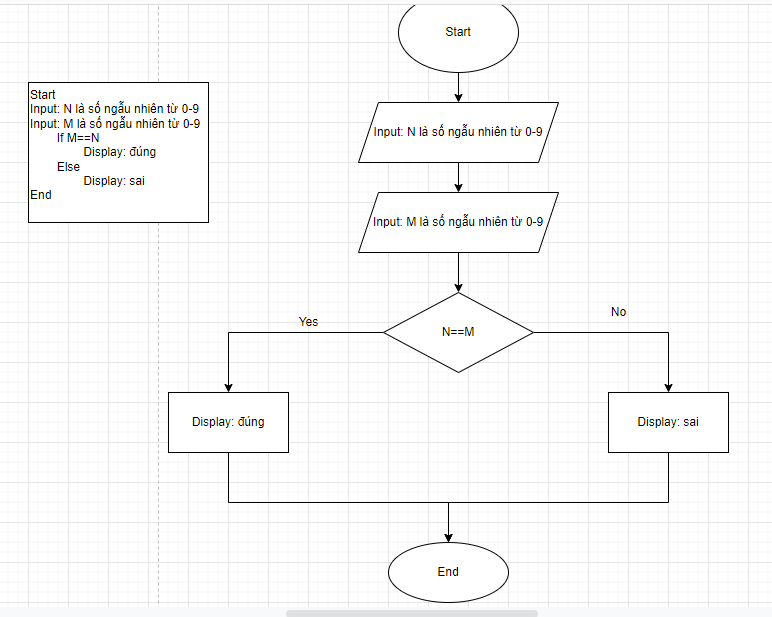 Start
Input: N là số ngẫu nhiên từ 0-9
Input: M là số ngẫu nhiên từ 0-9
If M==N
Display: đúng
Else
Display: sai
End
Start
Input: N là số ngẫu nhiên từ 0-9
Input: M là số ngẫu nhiên từ 0-9
N==M
Yes
No
Display: đúng
Display: sai
End